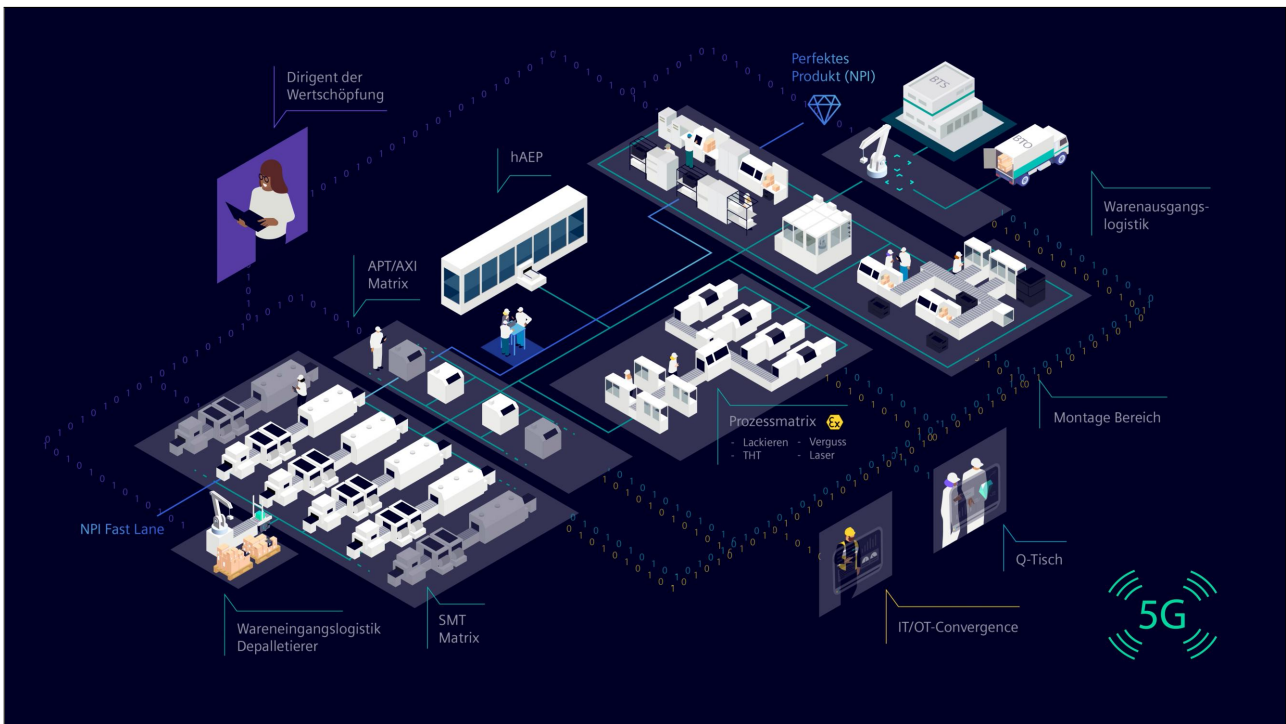 Dirigent der
Wertschöpfung
hAEP
Perfektes
Produkt (NPI)
BTS
BTO
Warenausgangs-
logistik
APT/AXI
Matrix
Prozessmatrix Ex
- Lackieren - Verguss
- THT - Laser
Montage Bereich
NPI Fast Lane
Q-Tisch
Wareneingangslogistik
Depalletierer
SMT
Matrix
IT/OT-Convergence
5G